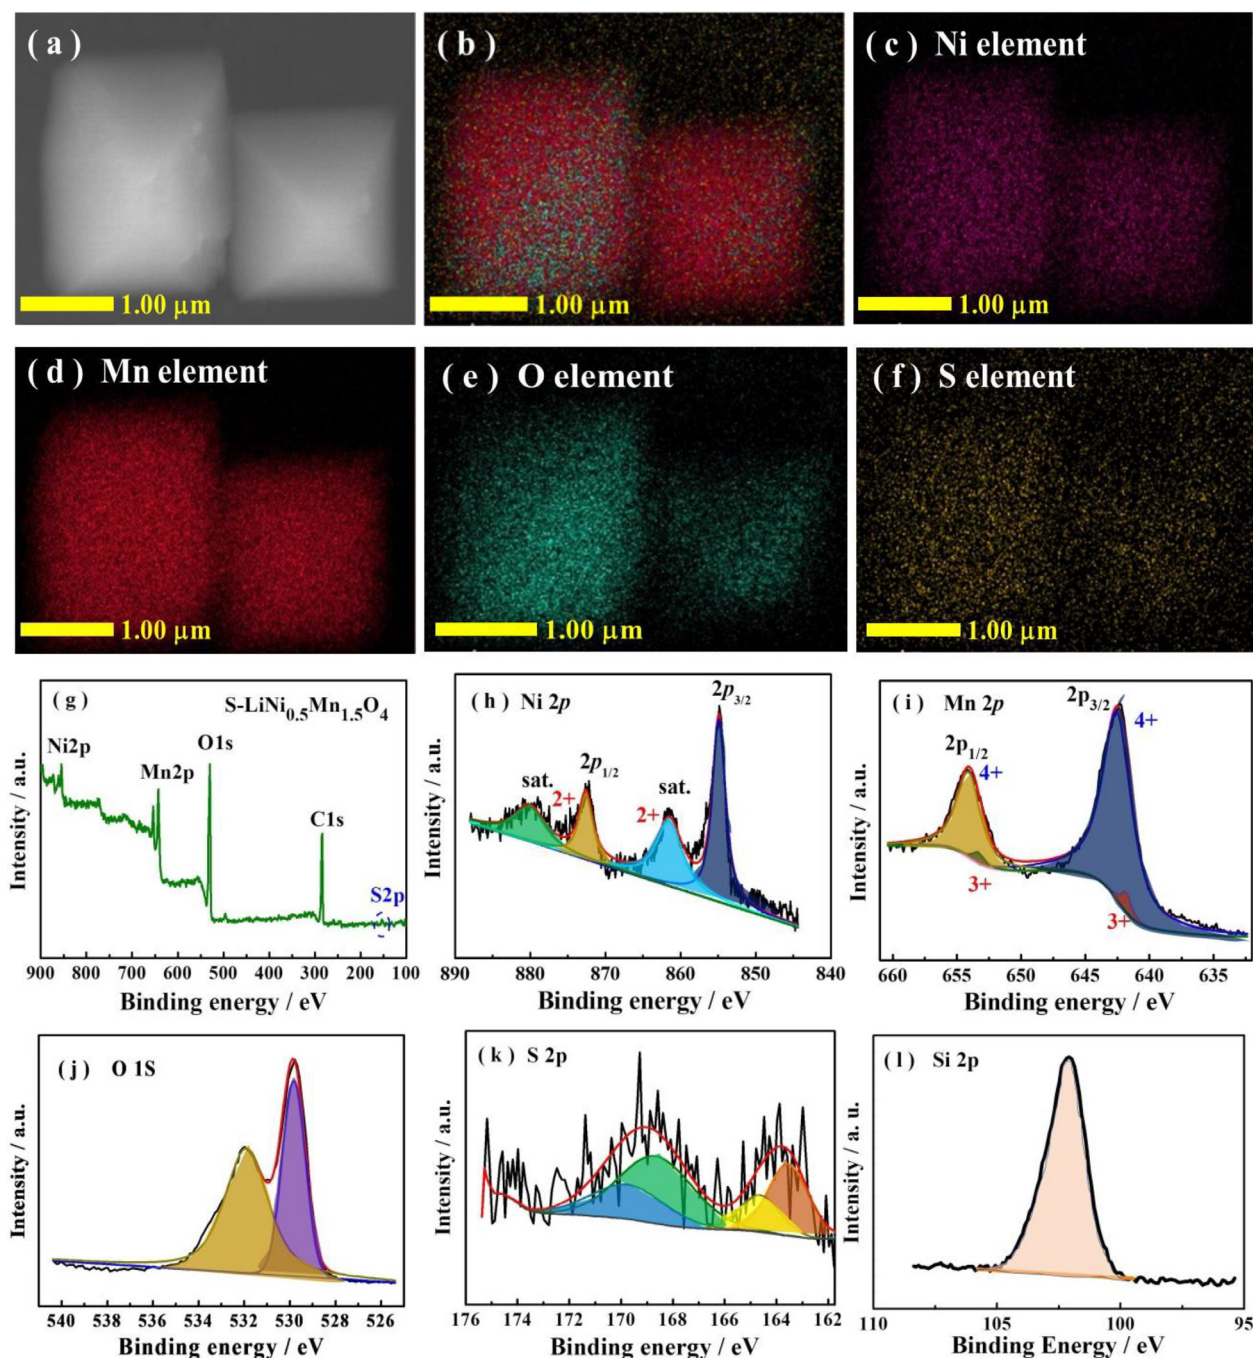 ( a )
1.00 μm
( b )
1.00 μm
( c ) Ni element
1.00 μm
( d ) Mn element
1.00 μm
( e ) O element
1.00 μm
( f ) S element
1.00 μm
( g )
S-LiNi0.5Mn1.5O4
Ni2p
Mn2p
O1s
C1s
S2p
Intensity / a.u.
900 800 700 600 500 400 300 200 100
Binding energy / eV
( h ) Ni 2p
2p3/2
2p1/2
sat.
sat.
2+
2+
Intensity / a.u.
890 880 870 860 850 840
Binding energy / eV
( i ) Mn 2p
2p3/2
4+
2p1/2
4+
3+
3+
Intensity / a.u.
660 655 650 645 640 635
Binding energy / eV
( j ) O 1S
Intensity / a.u.
540 538 536 534 532 530 528 526
Binding energy / eV
( k ) S 2p
Intensity / a.u.
176 174 172 170 168 166 164 162
Binding energy / eV
( l ) Si 2p
Intensity / a. u.
110 105 100 95
Binding Energy / eV